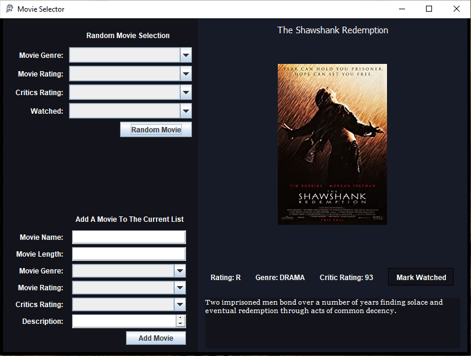 Movie Selector
Random Movie Selection
Movie Genre:
Movie Rating:
Critics Rating:
Watched:
Random Movie
Add A Movie To The Current List
Movie Name:
Movie Length:
Movie Genre:
Movie Rating:
Critics Rating:
Description:
Add Movie
The Shawshank Redemption
FEAR CAN HOLD YOU PRISONER.
HOPE CAN SET YOU FREE.
TIM ROBBINS MORGAN FREEMAN
THE
SHAWSHANK
REDEMPTION
Rating: R
Genre: DRAMA
Critic Rating: 93
Mark Watched
Two imprisoned men bond over a number of years finding solace and
eventual redemption through acts of common decency.